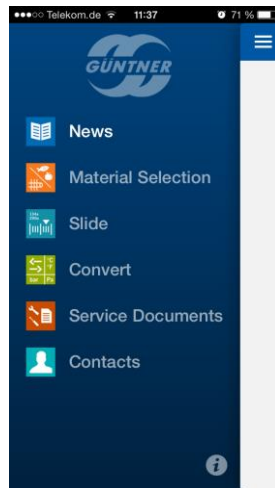 Telekom.de 11:37 71 %
GÜNTNER
News
Material Selection
Slide
Convert
Service Documents
Contacts
i